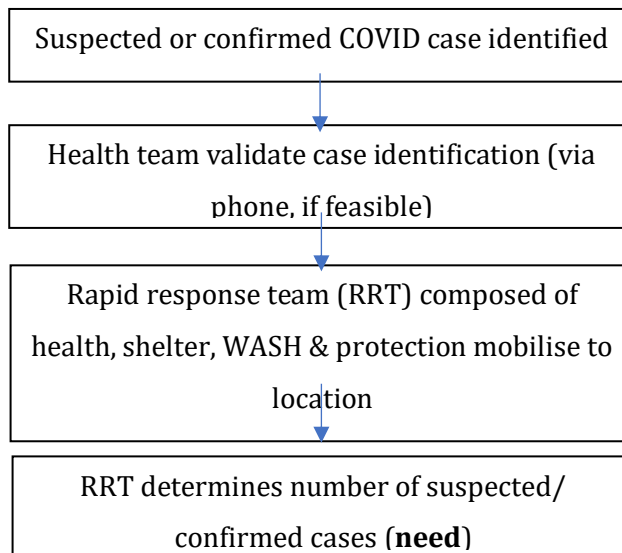 Suspected or confirmed COVID case identified
Health team validate case identification (via
phone, if feasible)
Rapid response team (RRT) composed of
health, shelter, WASH & protection mobilise to
location
RRT determines number of suspected/
confirmed cases (need)